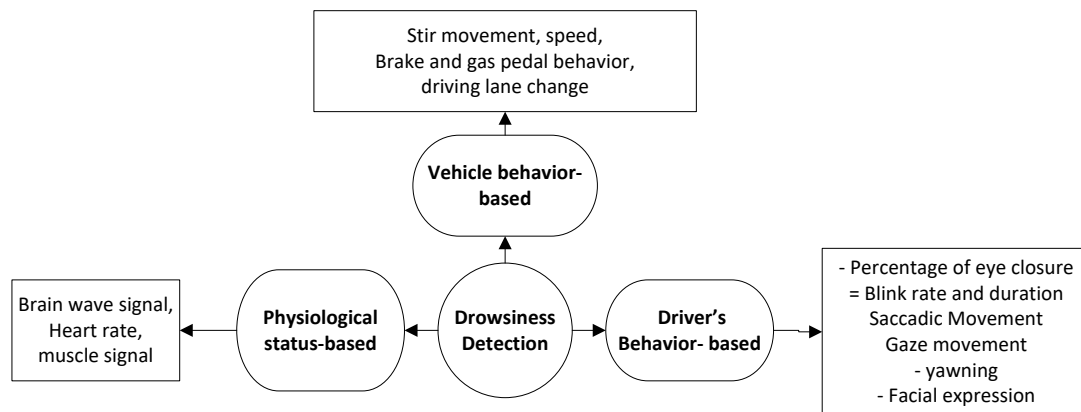 Stir movement, speed,
Brake and gas pedal behavior,
driving lane change
Vehicle behavior-
based
Brain wave signal,
Heart rate,
muscle signal
Physiological
status-based
Drowsiness
Detection
Driver’s
Behavior- based
- Percentage of eye closure
= Blink rate and duration
Saccadic Movement
Gaze movement
- yawning
- Facial expression